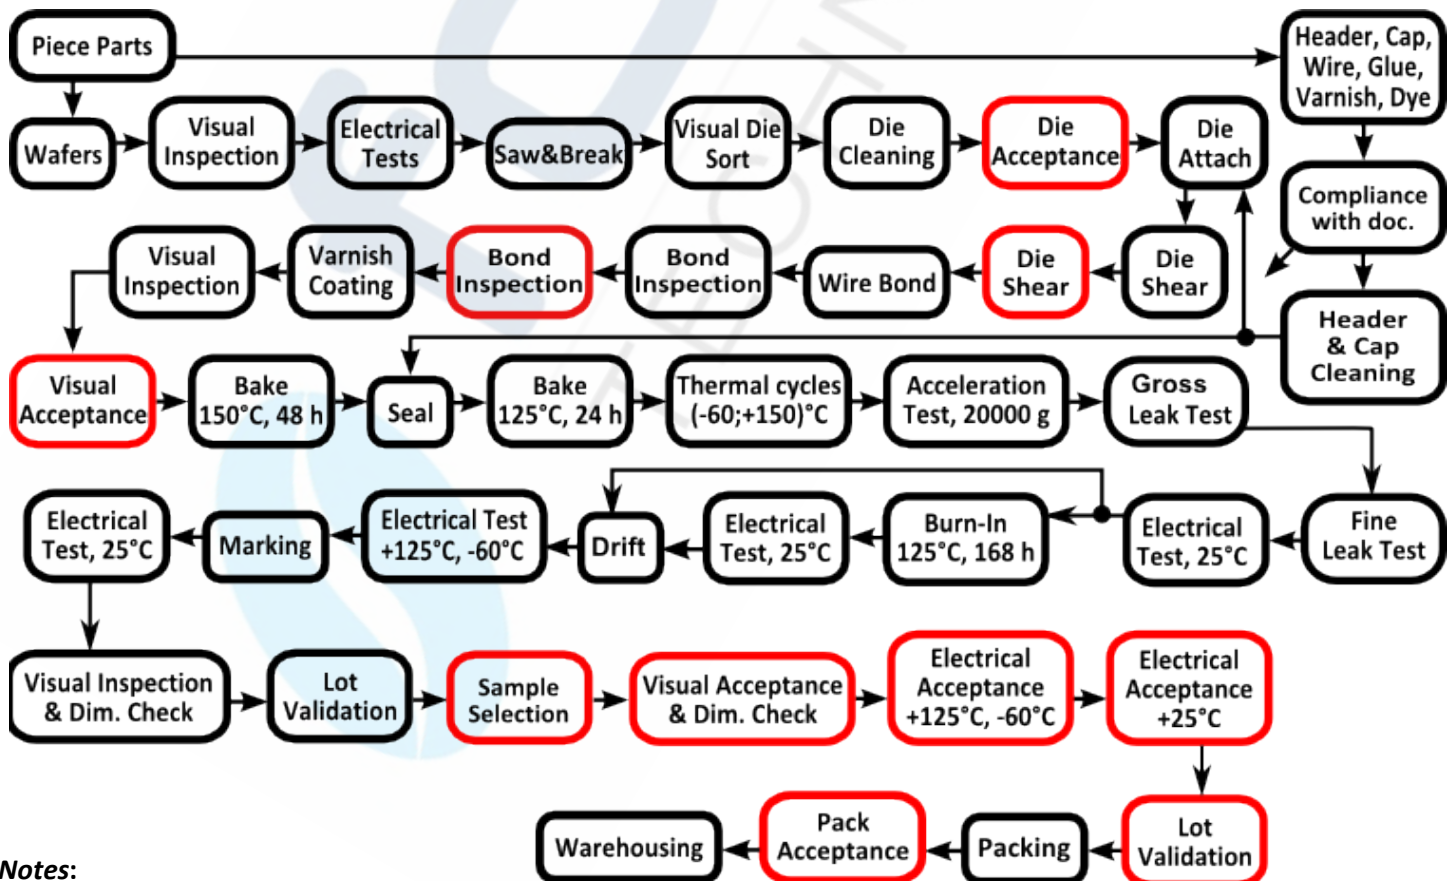 Piece Parts
Header, Cap,
Wire, Glue,
Varnish, Dye
Wafers
Visual
Inspection
Electrical
Tests
Saw&Break
Visual Die
Sort
Die
Cleaning
Die
Acceptance
Die
Attach
Compliance
with doc.
Visual
Inspection
Varnish
Coating
Bond
Inspection
Bond
Inspection
Wire Bond
Die
Shear
Die
Shear
Header
& Cap
Cleaning
Visual
Acceptance
Bake
150°C, 48 h
Seal
Bake
125°C, 24 h
Thermal cycles
(-60;+150)°C
Acceleration
Test, 20000 g
Gross
Leak Test
Electrical
Test, 25°C
Marking
Electrical Test
+125°C, -60°C
Drift
Electrical
Test, 25°C
Burn-In
125°C, 168 h
Electrical
Test, 25°C
Fine
Leak Test
Visual Inspection
& Dim. Check
Lot
Validation
Sample
Selection
Visual Acceptance
& Dim. Check
Electrical
Acceptance
+125°C, -60°C
Electrical
Acceptance
+25°C
Warehousing
Pack
Acceptance
Packing
Lot
Validation
Notes: